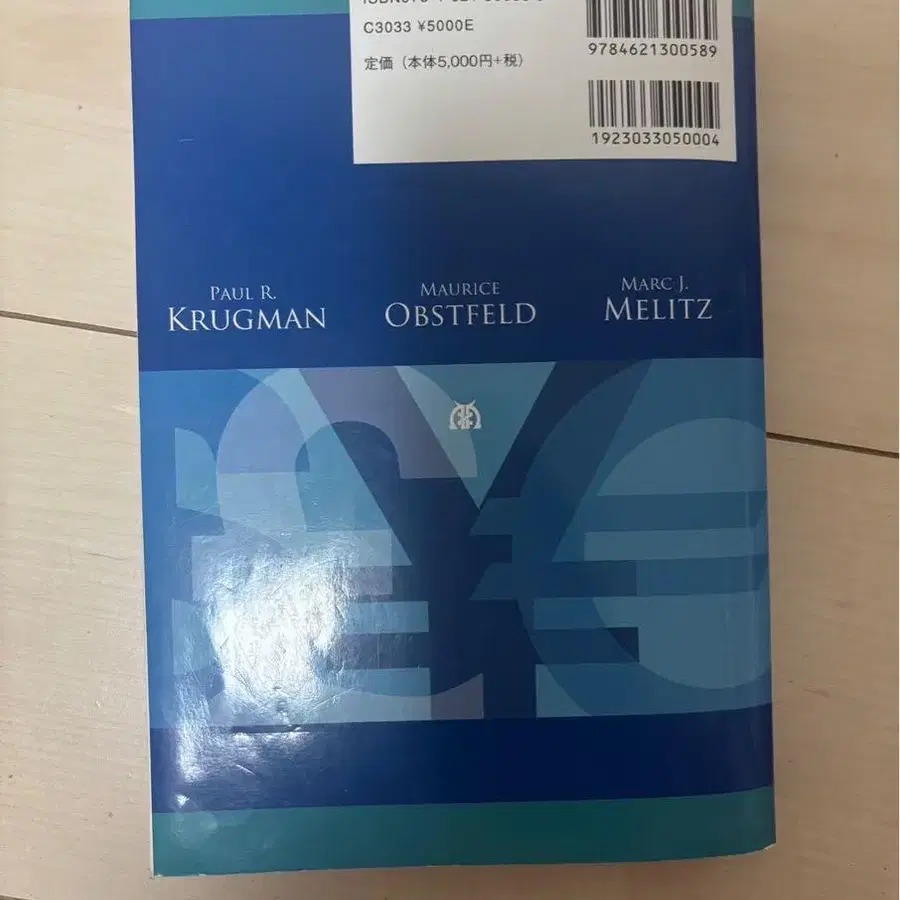 C3033 ¥5000E
定価（本体5,000円+税）
9784621300589
1923033050004
PAUL R.
KRUGMAN
MAURICE
OBSTFELD
MARC J.
MELITZ